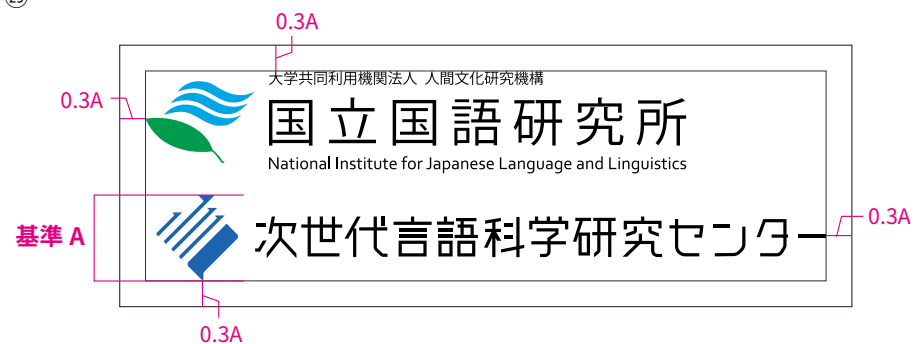 0.3A
0.3A
大学共同利用機関法人 人間文化研究機構
国立国語研究所
National Institute for Japanese Language and Linguistics
基準 A
次世代言語科学研究センター
0.3A
0.3A